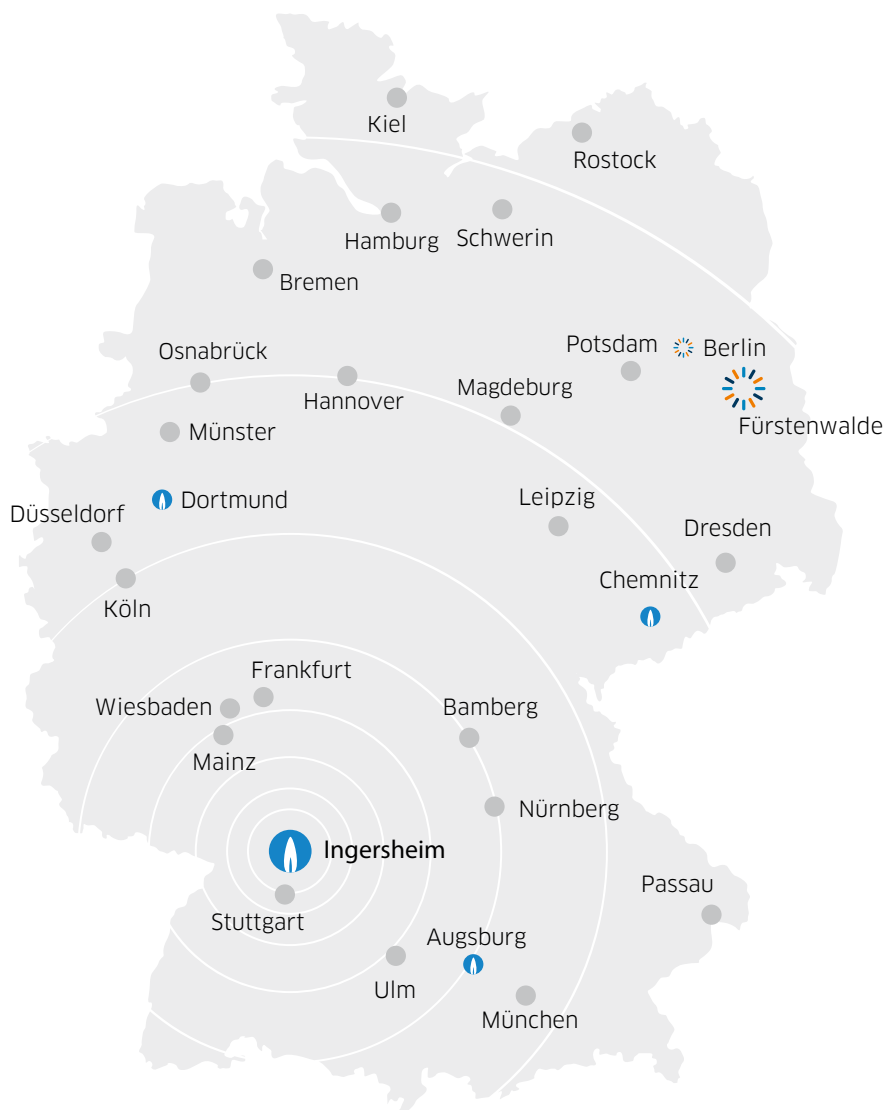 Kiel
Rostock
Hamburg
Schwerin
Bremen
Potsdam
Berlin
Osnabrück
Hannover
Magdeburg
Fürstenwalde
Münster
Dortmund
Leipzig
Düsseldorf
Dresden
Chemnitz
Köln
Frankfurt
Wiesbaden
Bamberg
Mainz
Nürnberg
Ingersheim
Passau
Stuttgart
Augsburg
Ulm
München